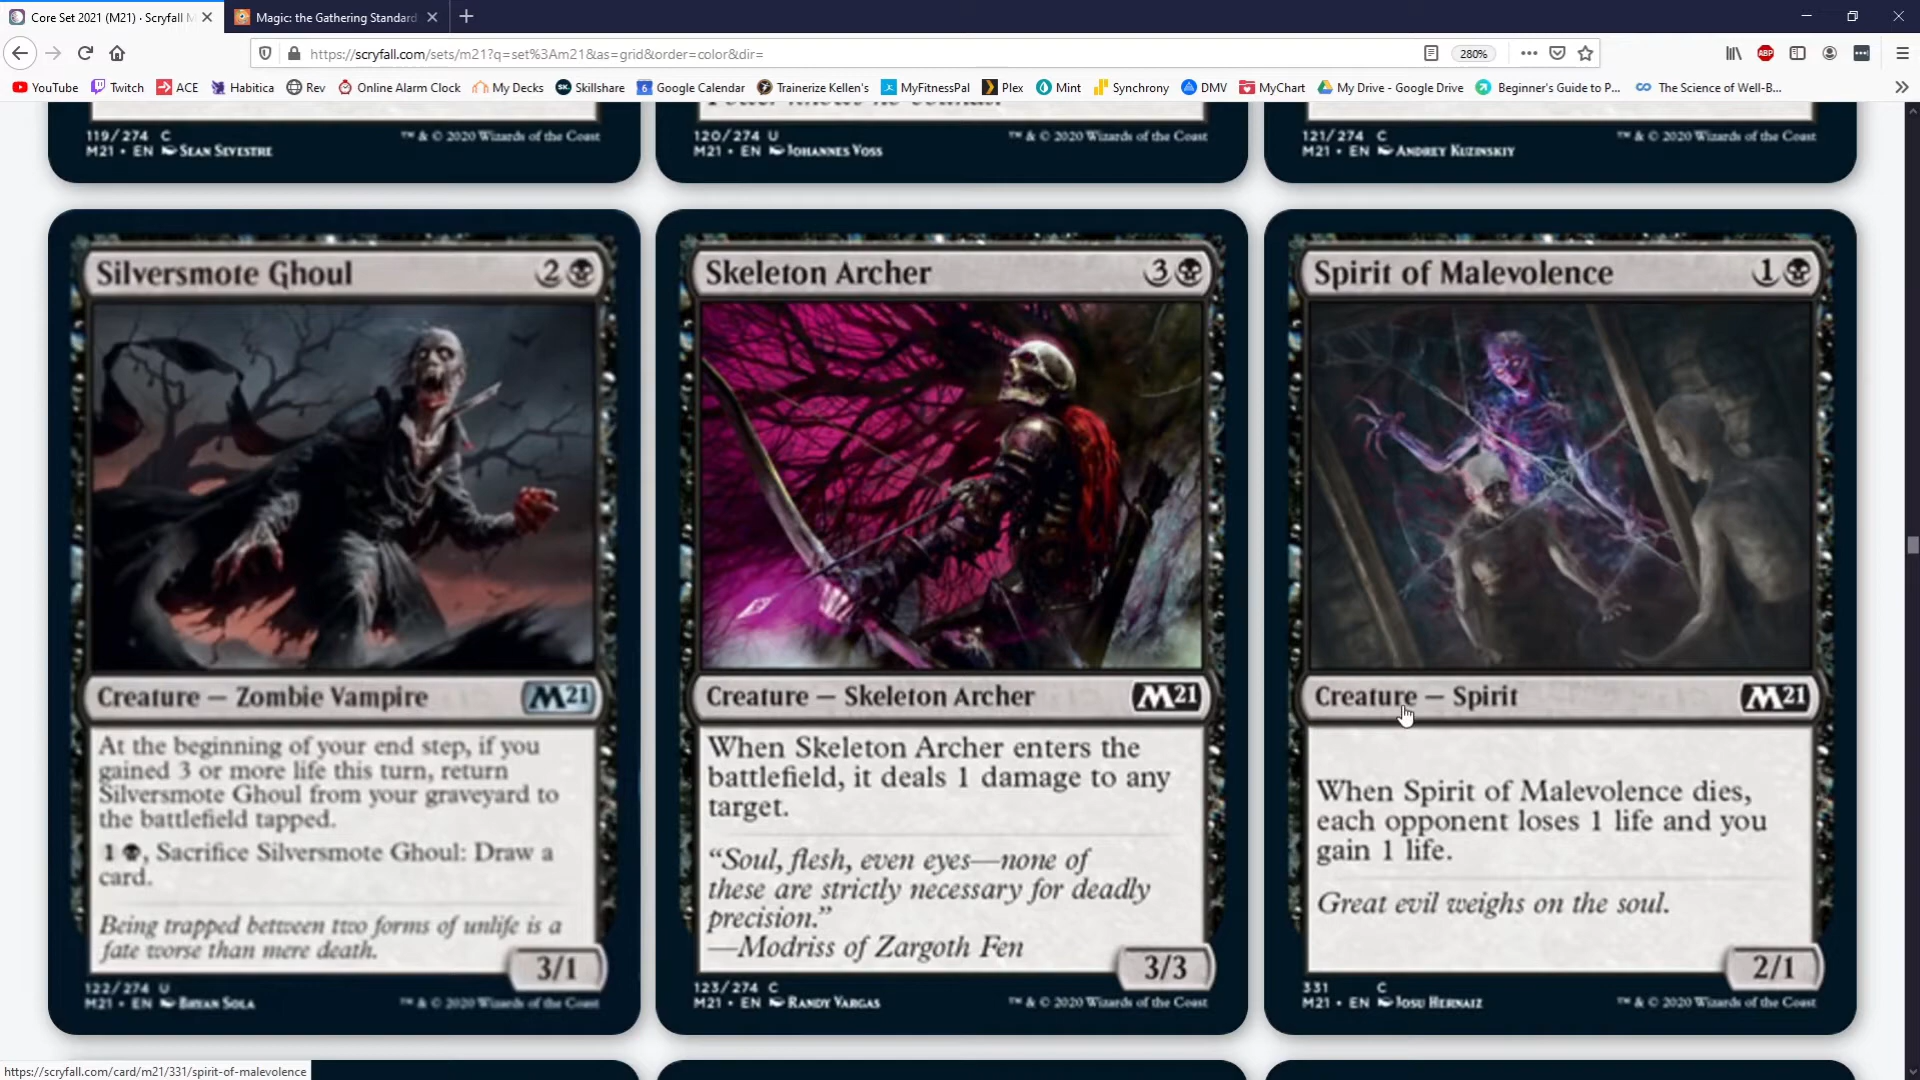 Core Set 2021 (M21) · Scryfall M
Magic: the Gathering Standard
https://scryfall.com/sets/m21?q=set%3Am21&as=grid&order=color&dir=
280%
ABP
YouTube
Twitch
ACE
Habitica
Rev
Online Alarm Clock
My Decks
Skillshare
Google Calendar
Trainerize Kellen's
MyFitnessPal
Plex
Mint
Synchrony
DMV
MyChart
My Drive - Google Drive
Beginner's Guide to P...
The Science of Well-B...
119/274 C
M21 • EN SEAN SEVESTRE
™ & © 2020 Wizards of the Coast
120/274 U
M21 • EN JOHANNES VOSS
™ & © 2020 Wizards of the Coast
121/274 C
M21 • EN ANDREY KUZINSKIY
™ & © 2020 Wizards of the Coast
Silversmote Ghoul 2
Creature — Zombie Vampire M21
At the beginning of your end step, if you
gained 3 or more life this turn, return
Silversmote Ghoul from your graveyard to
the battlefield tapped.
1, Sacrifice Silversmote Ghoul: Draw a
card.
Being trapped between two forms of unlife is a
fate worse than mere death.
3/1
122/274 U
M21 • EN BRYAN SOLA
™ & © 2020 Wizards of the Coast
Skeleton Archer 3
Creature — Skeleton Archer M21
When Skeleton Archer enters the
battlefield, it deals 1 damage to any
target.
“Soul, flesh, even eyes—none of
these are strictly necessary for deadly
precision.”
—Modriss of Zargoth Fen
3/3
123/274 C
M21 • EN RANDY VARGAS
™ & © 2020 Wizards of the Coast
Spirit of Malevolence 1
Creature — Spirit M21
When Spirit of Malevolence dies,
each opponent loses 1 life and you
gain 1 life.
Great evil weighs on the soul.
2/1
331 C
M21 • EN JOSU HERNAIZ
™ & © 2020 Wizards of the Coast
https://scryfall.com/card/m21/331/spirit-of-malevolence